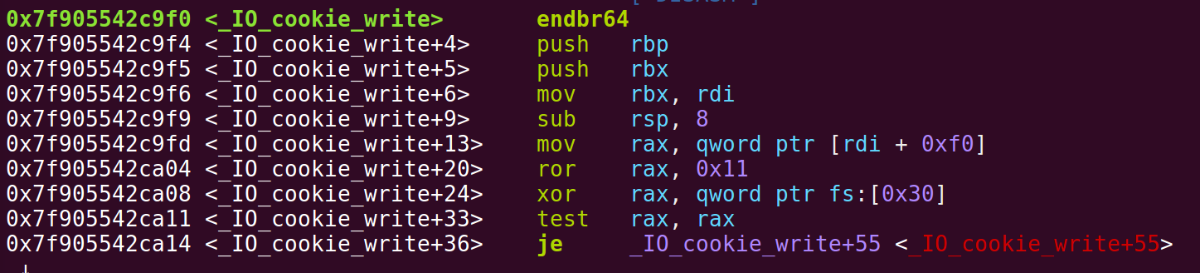 0x7f905542c9f0 <_IO_cookie_write> endbr64
0x7f905542c9f4 <_IO_cookie_write+4> push rbp
0x7f905542c9f5 <_IO_cookie_write+5> push rbx
0x7f905542c9f6 <_IO_cookie_write+6> mov rbx, rdi
0x7f905542c9f9 <_IO_cookie_write+9> sub rsp, 8
0x7f905542c9fd <_IO_cookie_write+13> mov rax, qword ptr [rdi + 0xf0]
0x7f905542ca04 <_IO_cookie_write+20> ror rax, 0x11
0x7f905542ca08 <_IO_cookie_write+24> xor rax, qword ptr fs:[0x30]
0x7f905542ca11 <_IO_cookie_write+33> test rax, rax
0x7f905542ca14 <_IO_cookie_write+36> je _IO_cookie_write+55 <_IO_cookie_write+55>